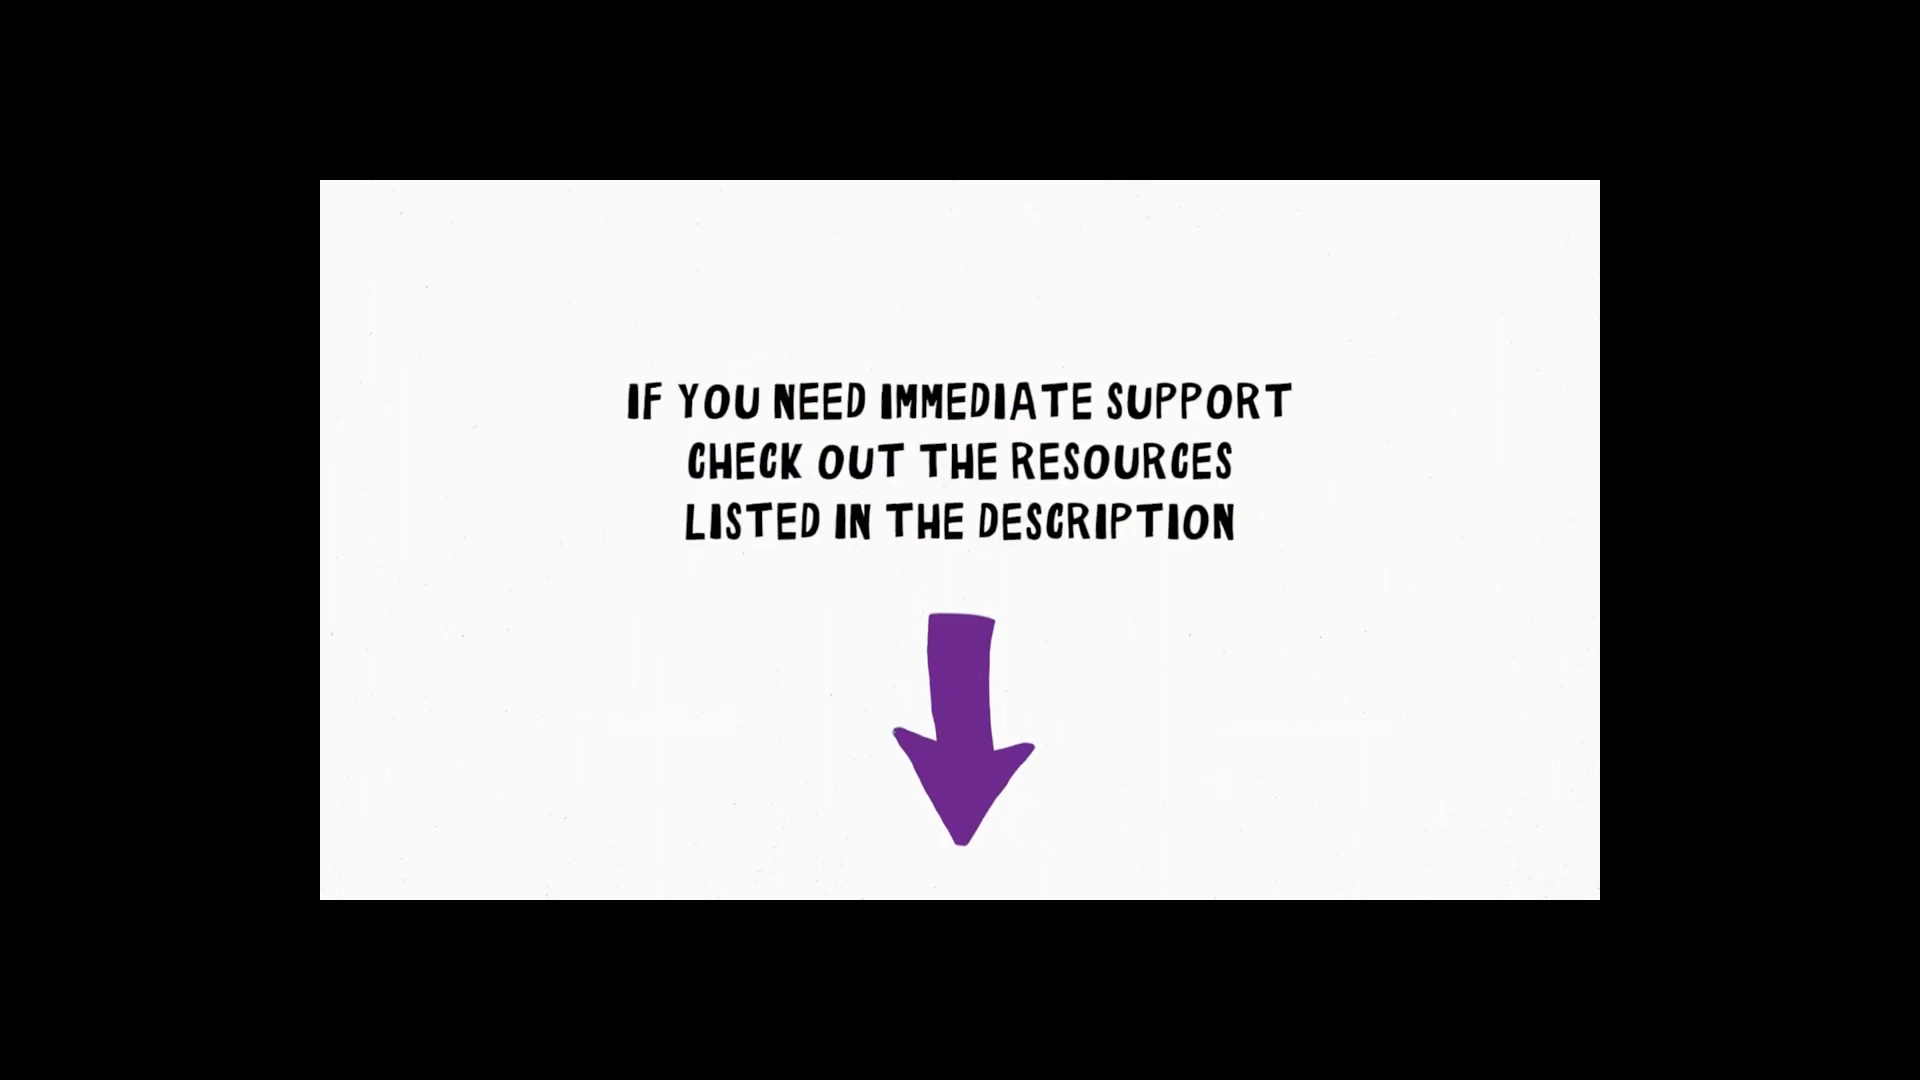 IF YOU NEED IMMEDIATE SUPPORT
CHECK OUT THE RESOURCES
LISTED IN THE DESCRIPTION